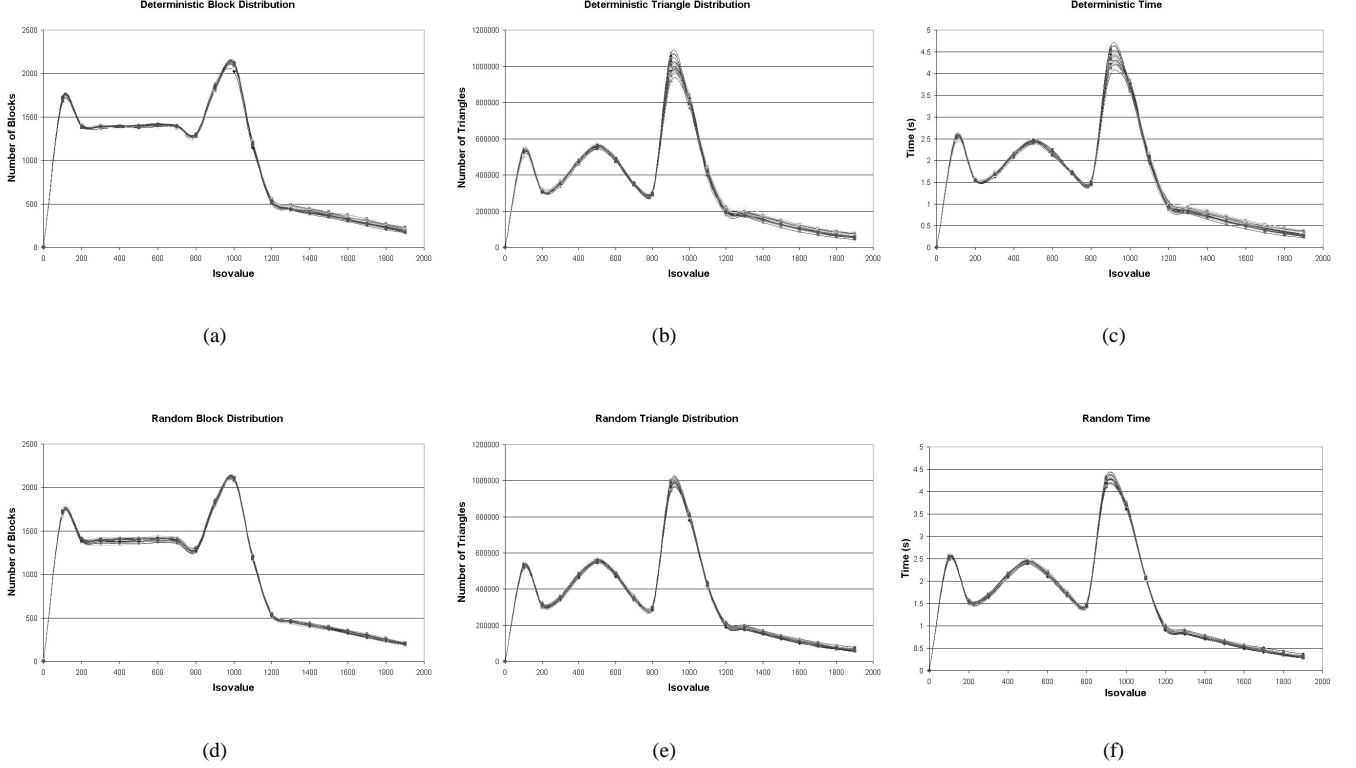 Deterministic Block Distribution
2500
2000
1500
1000
500
0
Number of Blocks
0 200 400 600 800 1000 1200 1400 1600 1800 2000
Isovalue
(a)
Deterministic Triangle Distribution
1200000
1000000
800000
600000
400000
200000
0
Number of Triangles
0 200 400 600 800 1000 1200 1400 1600 1800 2000
Isovalue
(b)
Deterministic Time
5
4.5
4
3.5
3
2.5
2
1.5
1
0.5
0
Time (s)
0 200 400 600 800 1000 1200 1400 1600 1800 2000
Isovalue
(c)
Random Block Distribution
2500
2000
1500
1000
500
0
Number of Blocks
0 200 400 600 800 1000 1200 1400 1600 1800 2000
Isovalue
(d)
Random Triangle Distribution
1200000
1000000
800000
600000
400000
200000
0
Number of Triangles
0 200 400 600 800 1000 1200 1400 1600 1800 2000
Isovalue
(e)
Random Time
5
4.5
4
3.5
3
2.5
2
1.5
1
0.5
0
Time (s)
0 200 400 600 800 1000 1200 1400 1600 1800 2000
Isovalue
(f)